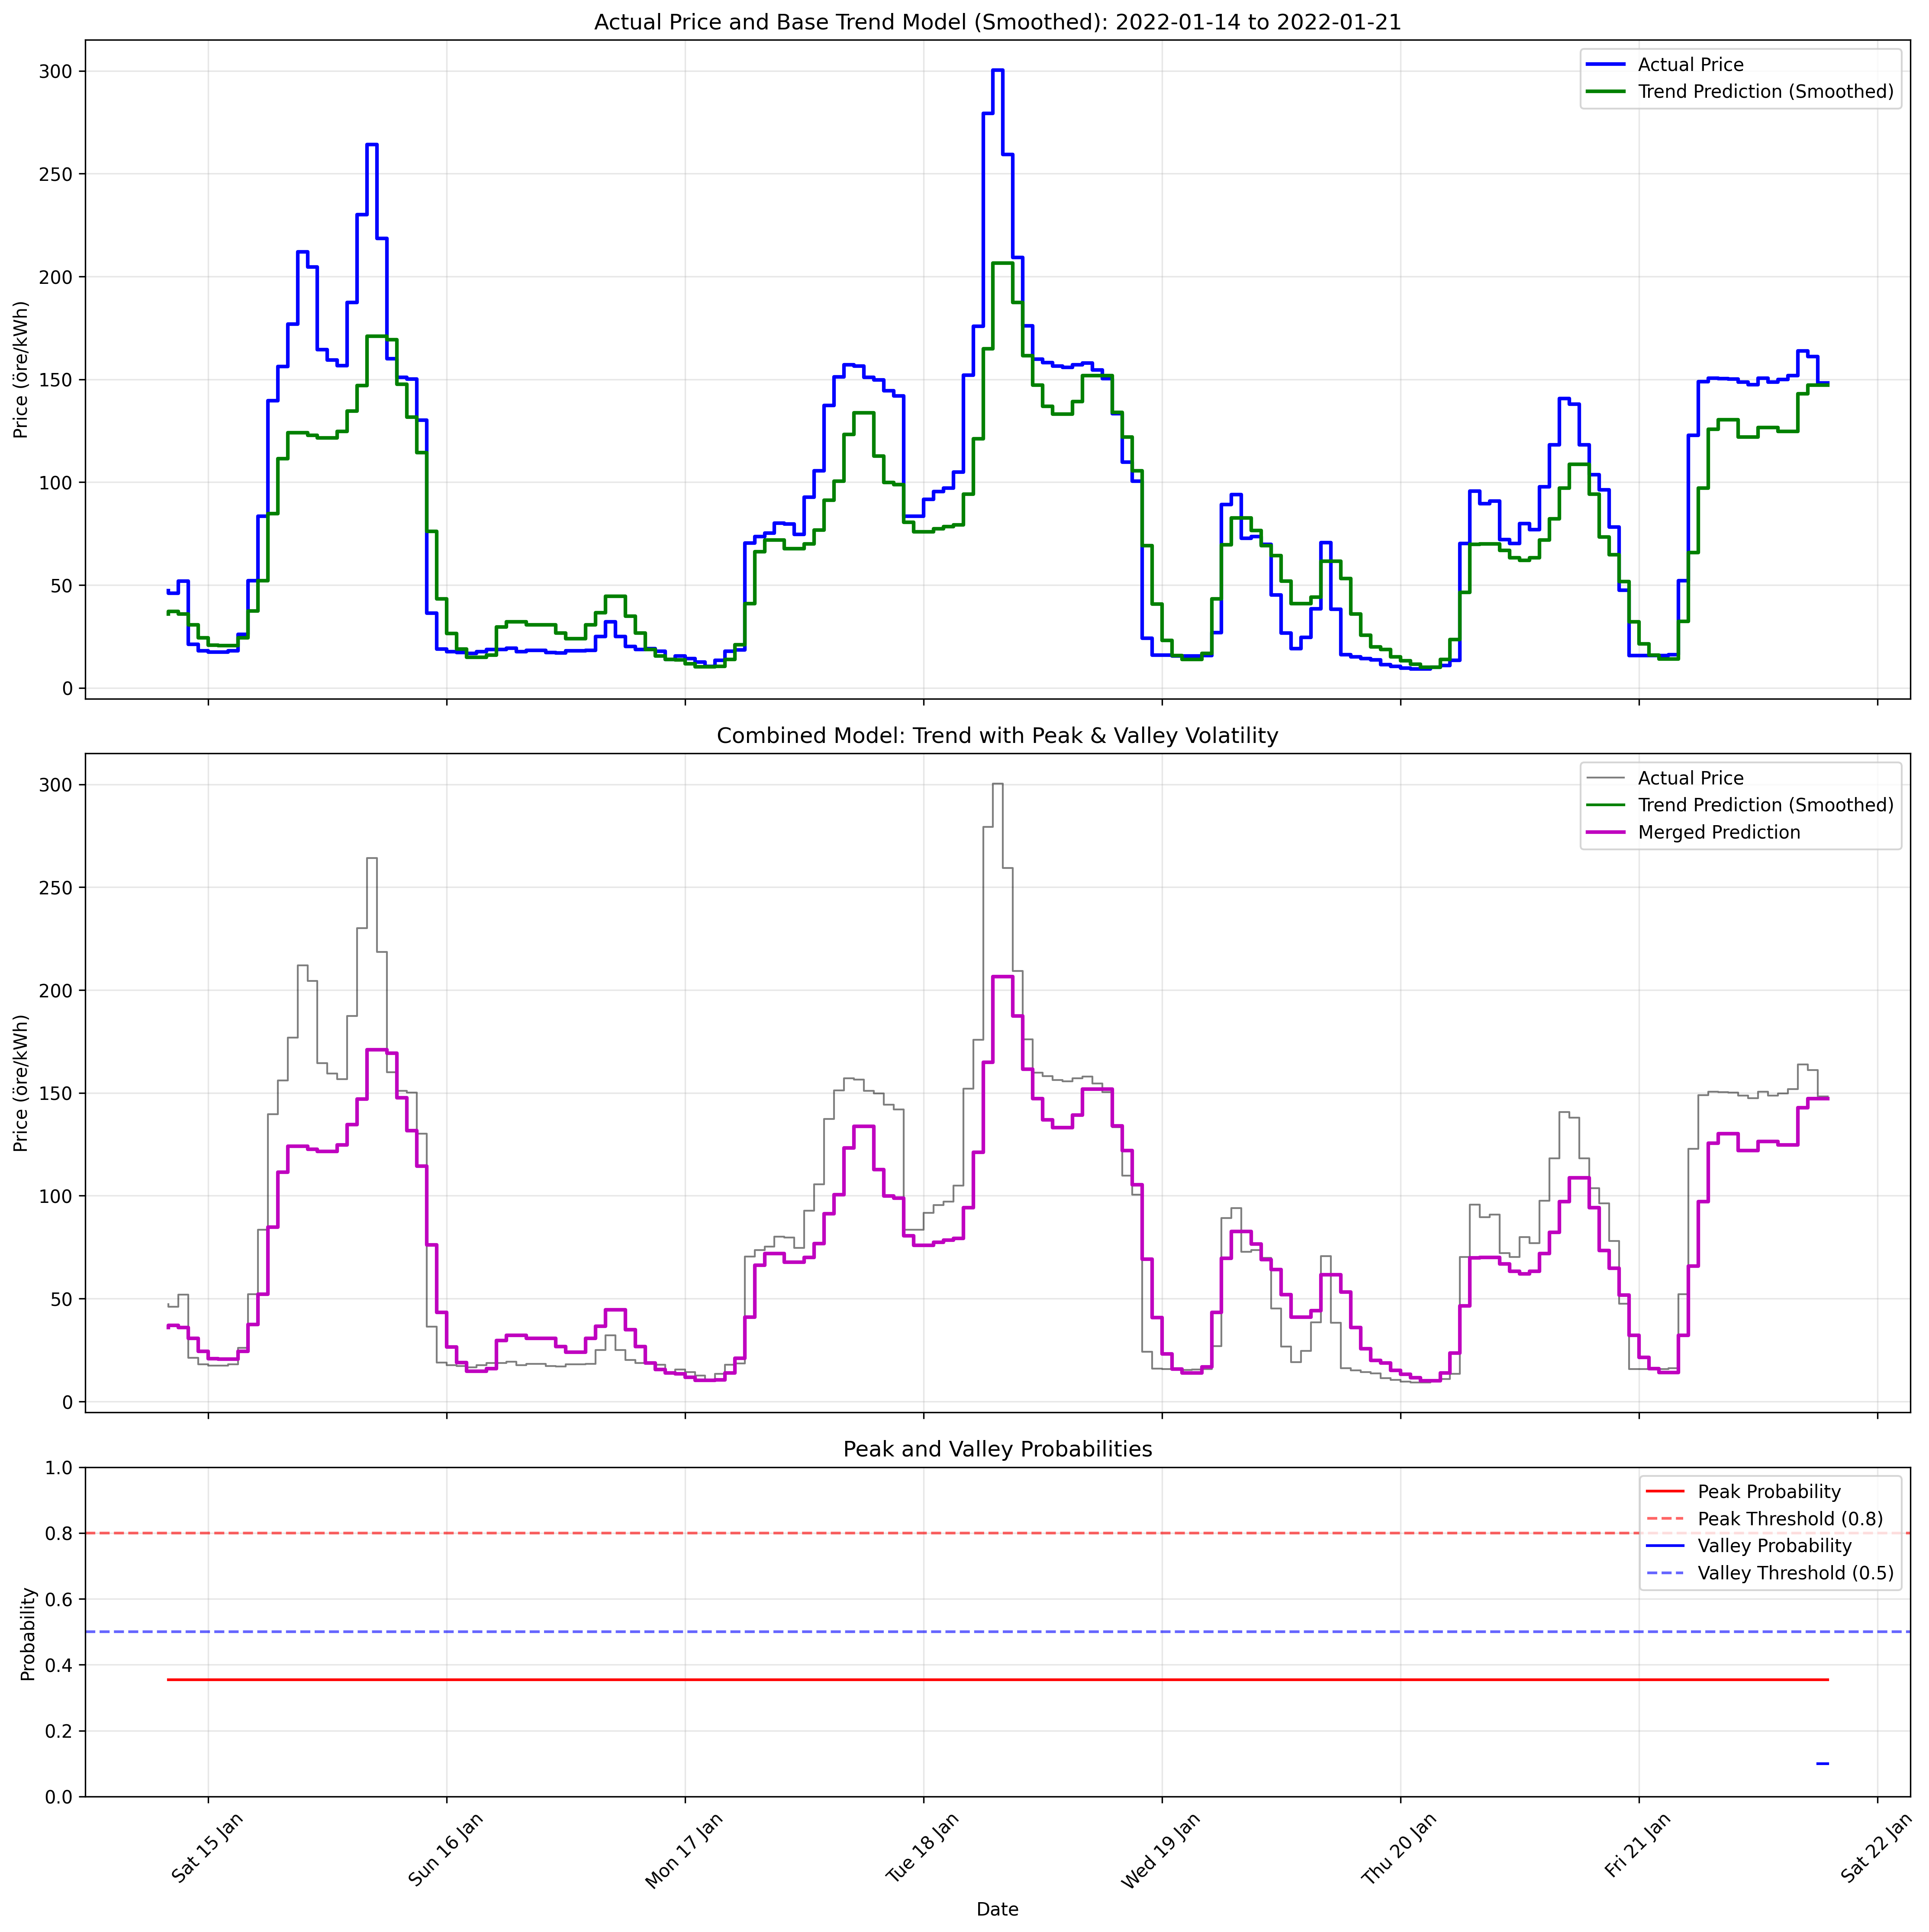 Actual Price and Base Trend Model (Smoothed): 2022-01-14 to 2022-01-21
Price (öre/kWh)
300
250
200
150
100
50
0
Actual Price
Trend Prediction (Smoothed)
Combined Model: Trend with Peak & Valley Volatility
Price (öre/kWh)
300
250
200
150
100
50
0
Actual Price
Trend Prediction (Smoothed)
Merged Prediction
Peak and Valley Probabilities
Probability
1.0
0.8
0.6
0.4
0.2
0.0
Peak Probability
Peak Threshold (0.8)
Valley Probability
Valley Threshold (0.5)
Sat 15 Jan
Sun 16 Jan
Mon 17 Jan
Tue 18 Jan
Wed 19 Jan
Thu 20 Jan
Fri 21 Jan
Sat 22 Jan
Date